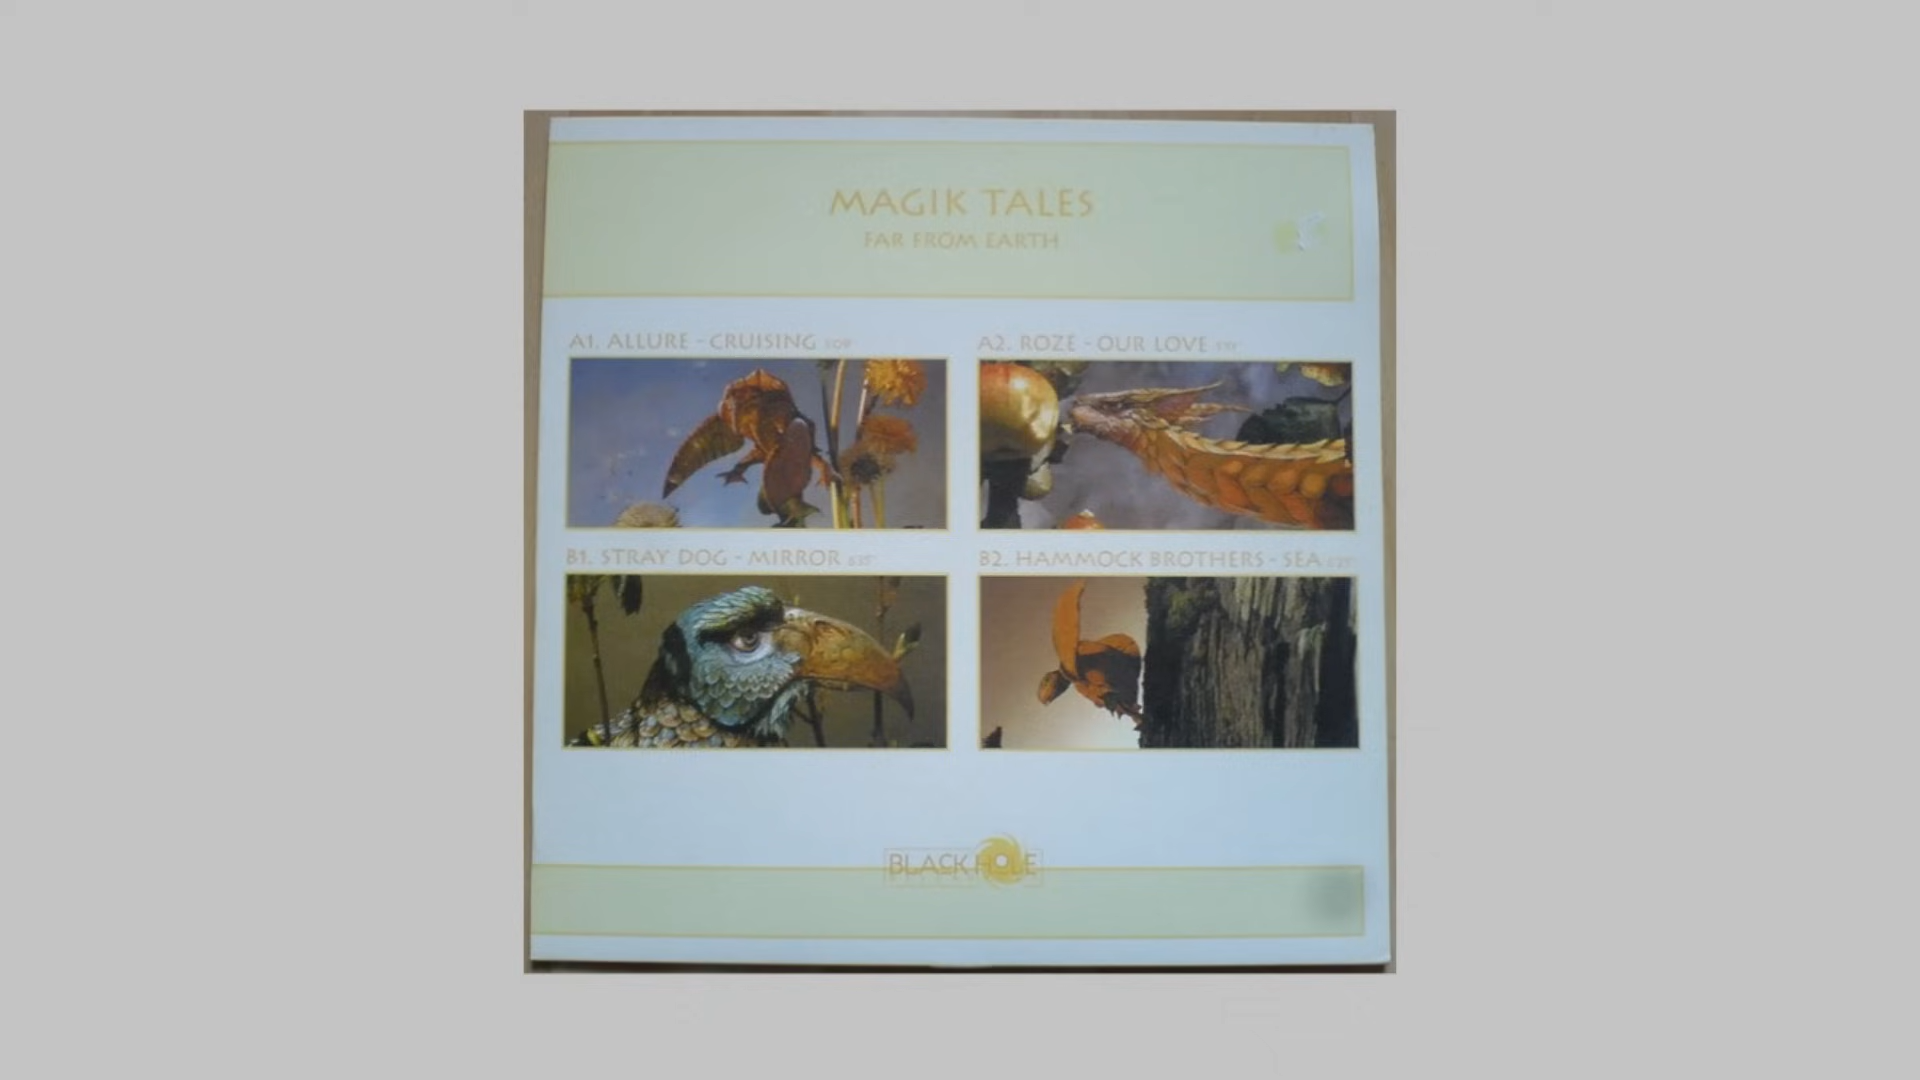 MAGIK TALES
FAR FROM EARTH
A1. ALLURE - CRUISING
A2. ROZE - OUR LOVE
B1. STRAY DOG - MIRROR
B2. HAMMOCK BROTHERS - SEA
BLACK HOLE